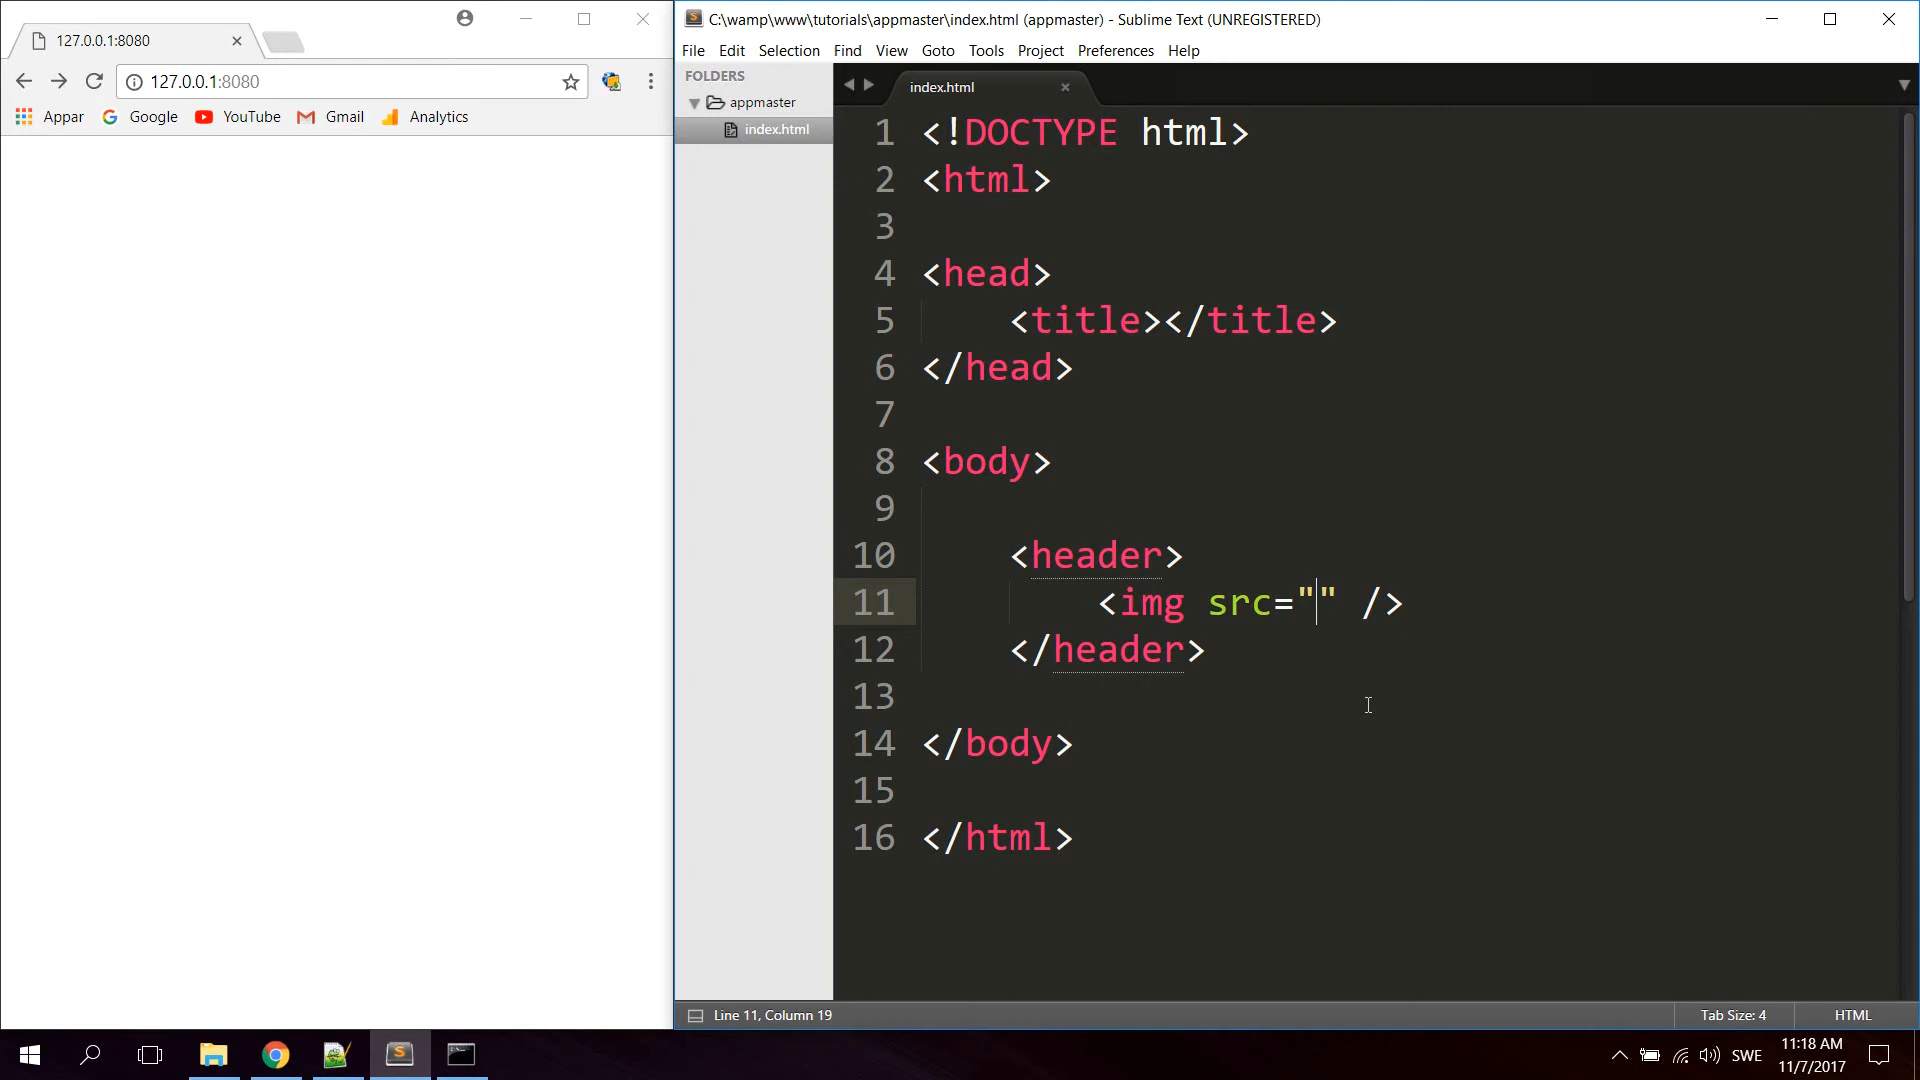 127.0.0.1:8080
127.0.0.1:8080
Appar
Google
YouTube
Gmail
Analytics
C:\wamp\www\tutorials\appmaster\index.html (appmaster) - Sublime Text (UNREGISTERED)
File Edit Selection Find View Goto Tools Project Preferences Help
FOLDERS
appmaster
index.html
index.html
1 <!DOCTYPE html>
2 <html>
3
4 <head>
5 <title></title>
6 </head>
7
8 <body>
9
10 <header>
11 <img src="" />
12 </header>
13
14 </body>
15
16 </html>
Line 11, Column 19
Tab Size: 4
HTML
SWE
11:18 AM
11/7/2017